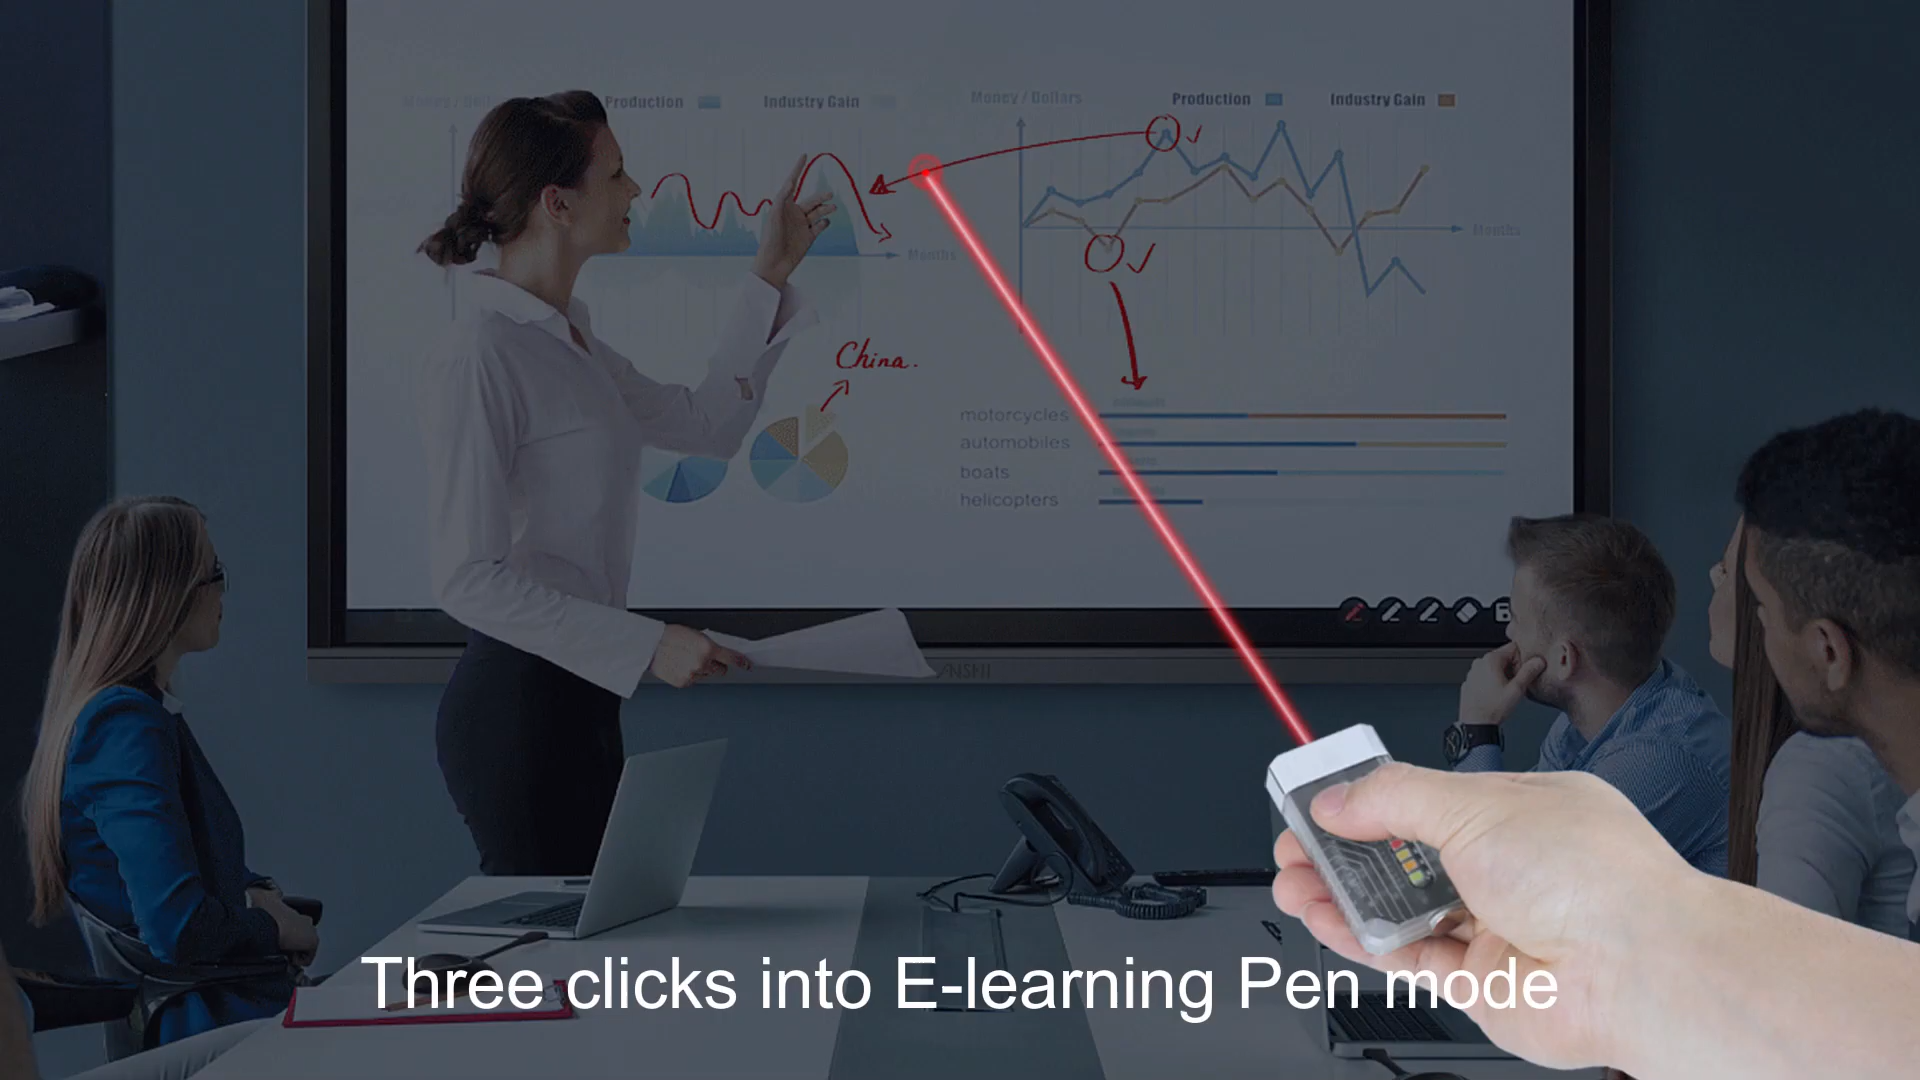 Production
Industry Gain
Money / Dollars
Production
Industry Gain
Months
Months
China.
motorcycles
automobiles
boats
helicopters
Three clicks into E-learning Pen mode